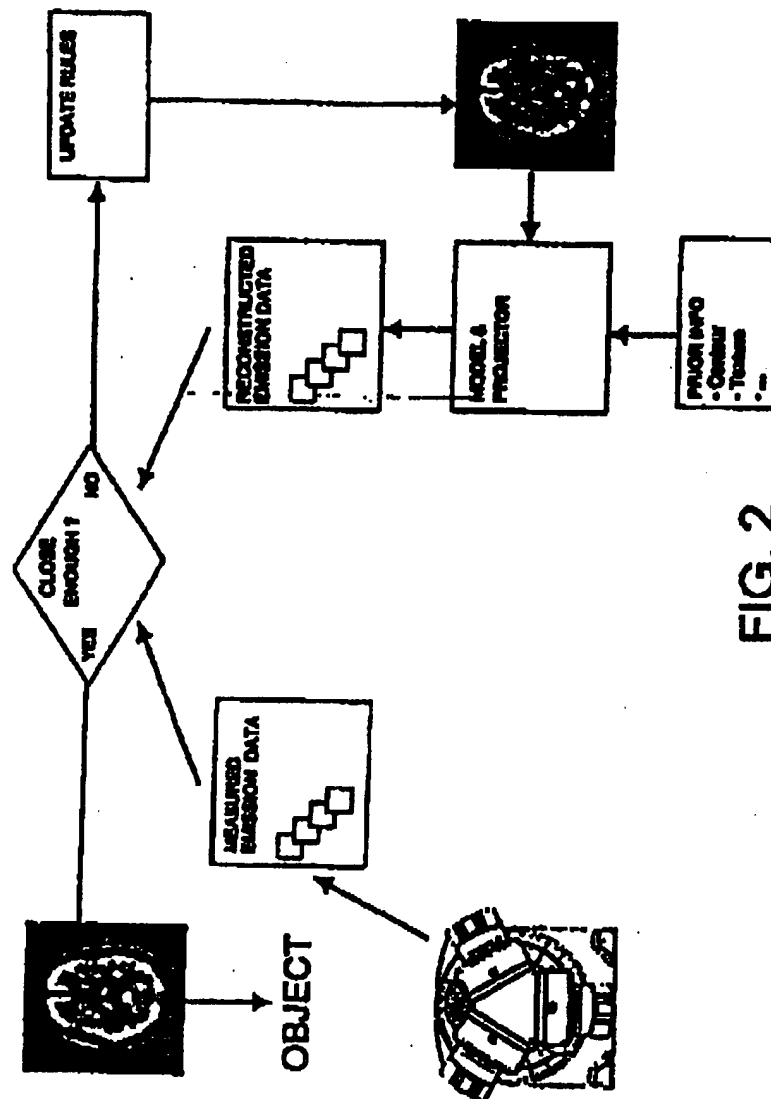 CLOSE
ENOUGH ?
YES
NO
UPDATE RULES
MEASURED
EMISSION DATA
RECONSTRUCTED
EMISSION DATA
OBJECT
MODEL &
PROJECTOR
PRIOR INFO
• Contour
•
• ...
FIG. 2